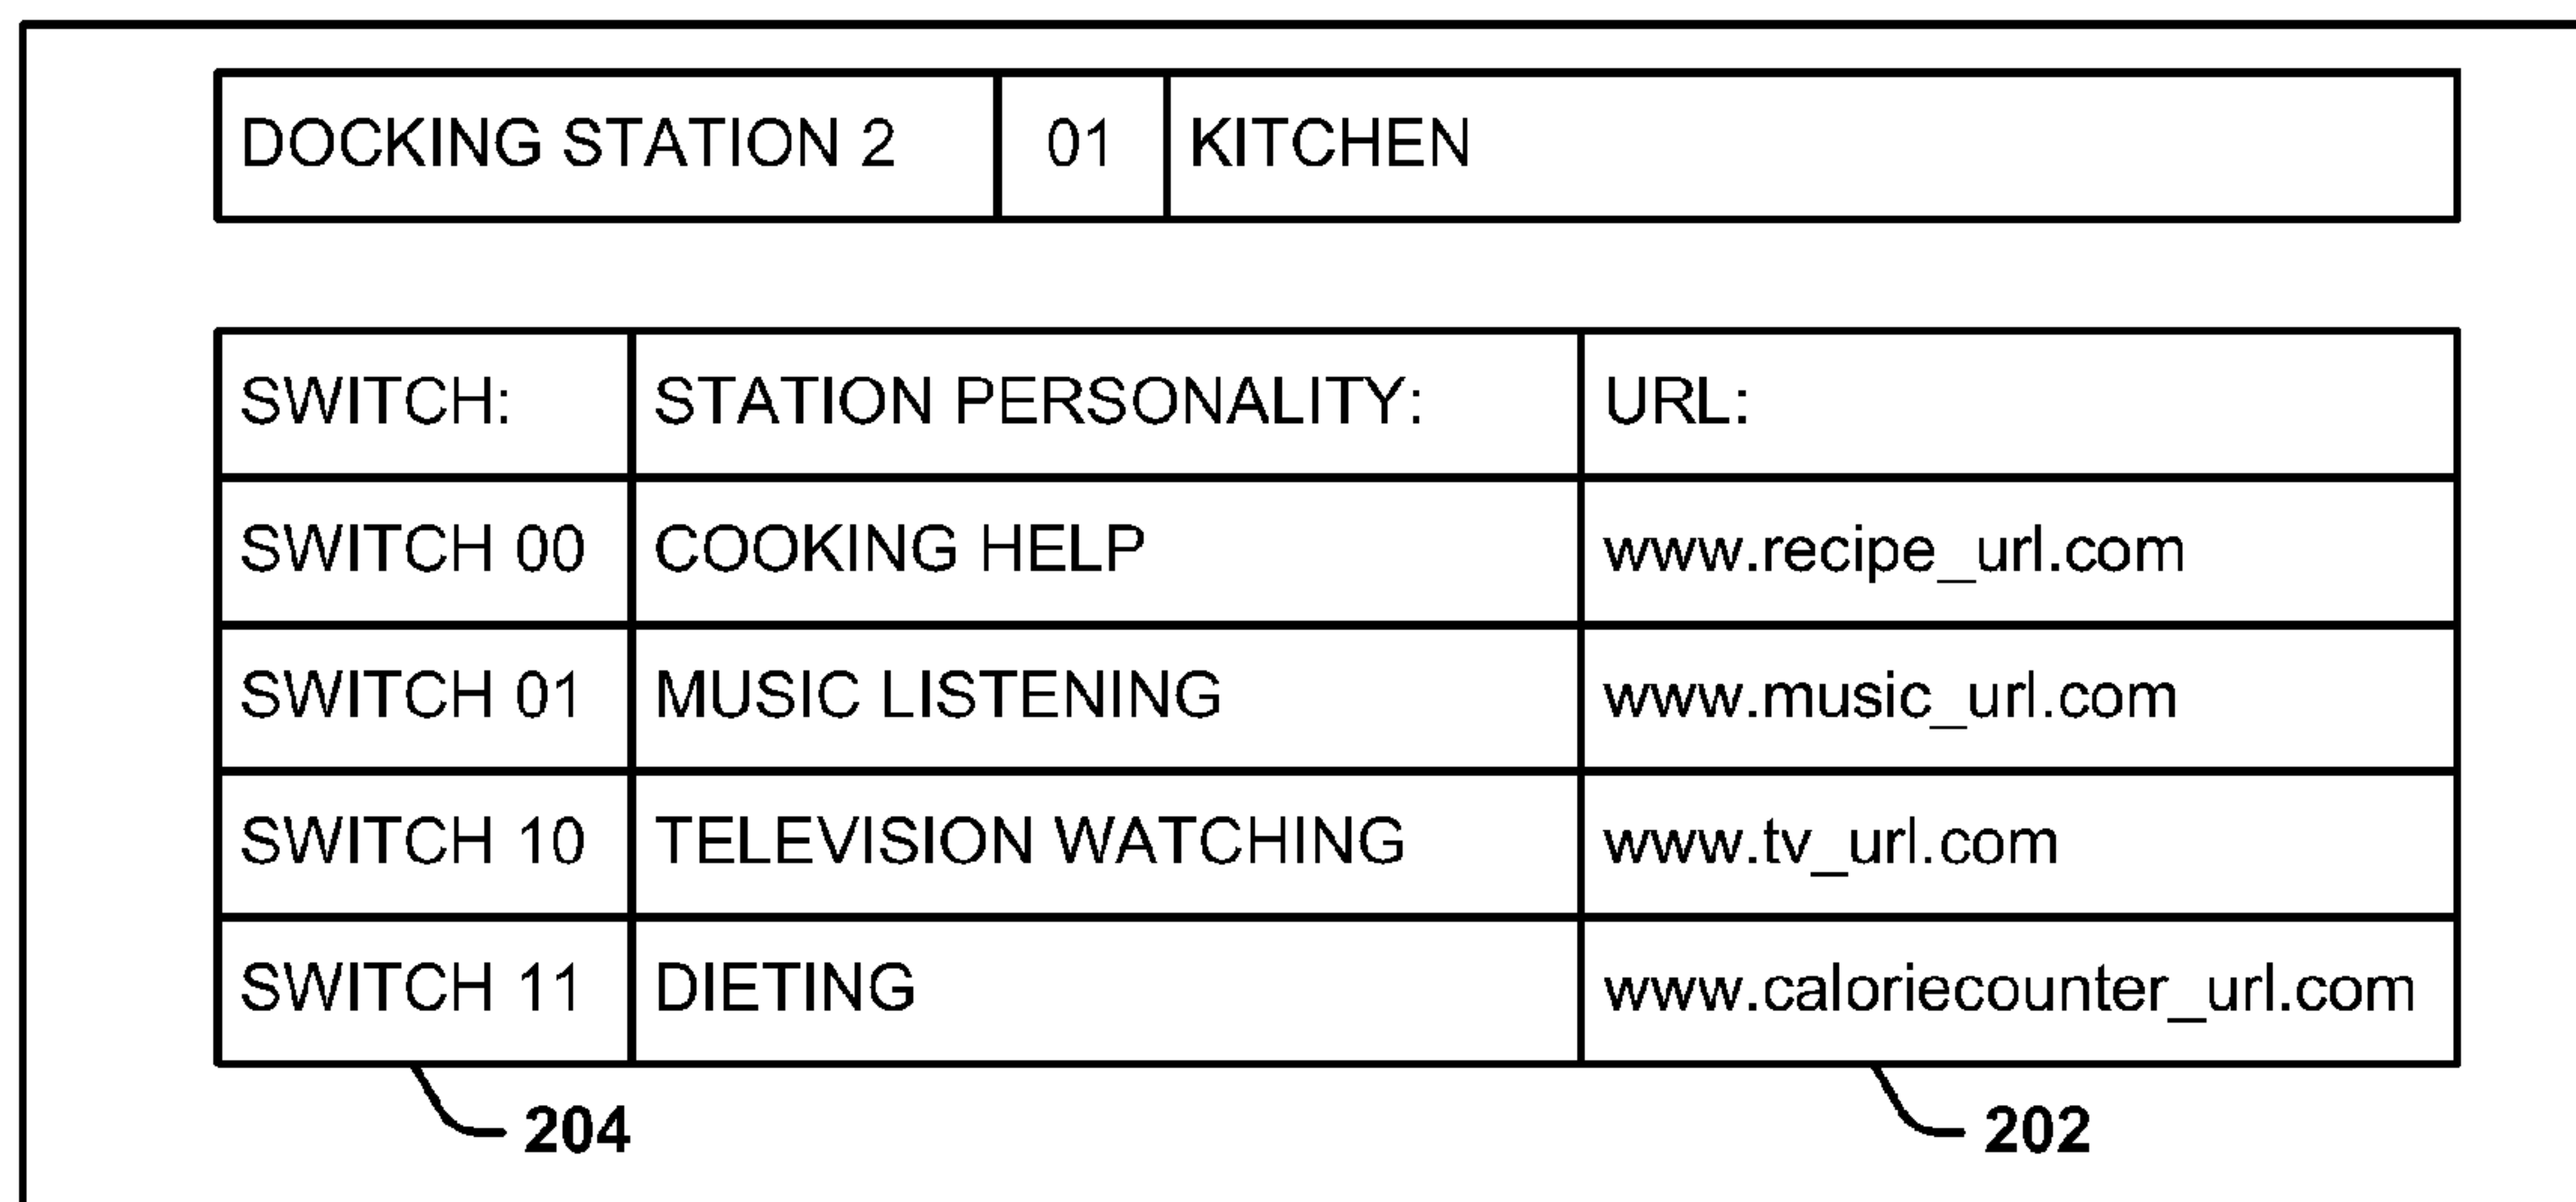 DOCKING STATION 2 01 KITCHEN
SWITCH: STATION PERSONALITY: URL:
SWITCH 00 COOKING HELP www.recipe_url.com
SWITCH 01 MUSIC LISTENING www.music_url.com
SWITCH 10 TELEVISION WATCHING www.tv_url.com
SWITCH 11 DIETING www.caloriecounter_url.com
204 202